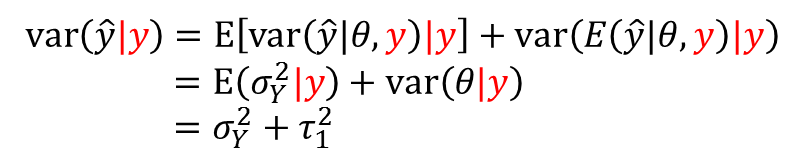 var(ŷ|y) = E[var(ŷ|θ, y)|y] + var(E(ŷ|θ, y)|y)
= E(σ_Y^2|y) + var(θ|y)
= σ_Y^2 + τ_1^2